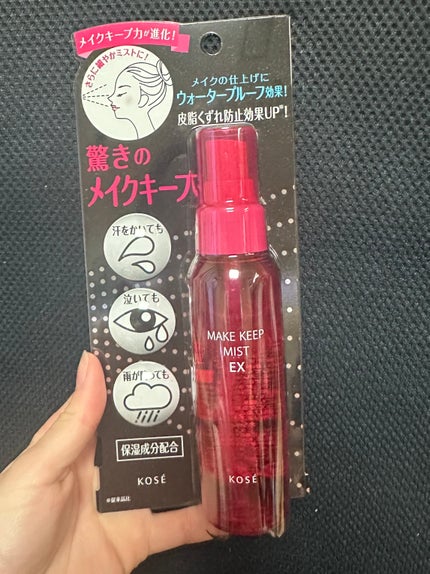 メイクキープ力が進化！
さらに細やかミストに！
メイクの仕上げに
ウォータープルーフ効果！
皮脂くずれ防止効果UP※！
驚きの
メイクキープ
汗をかいても
泣いても
雨が降っても
保湿成分配合
KOSÉ
MAKE KEEP
MIST
EX
KOSÉ